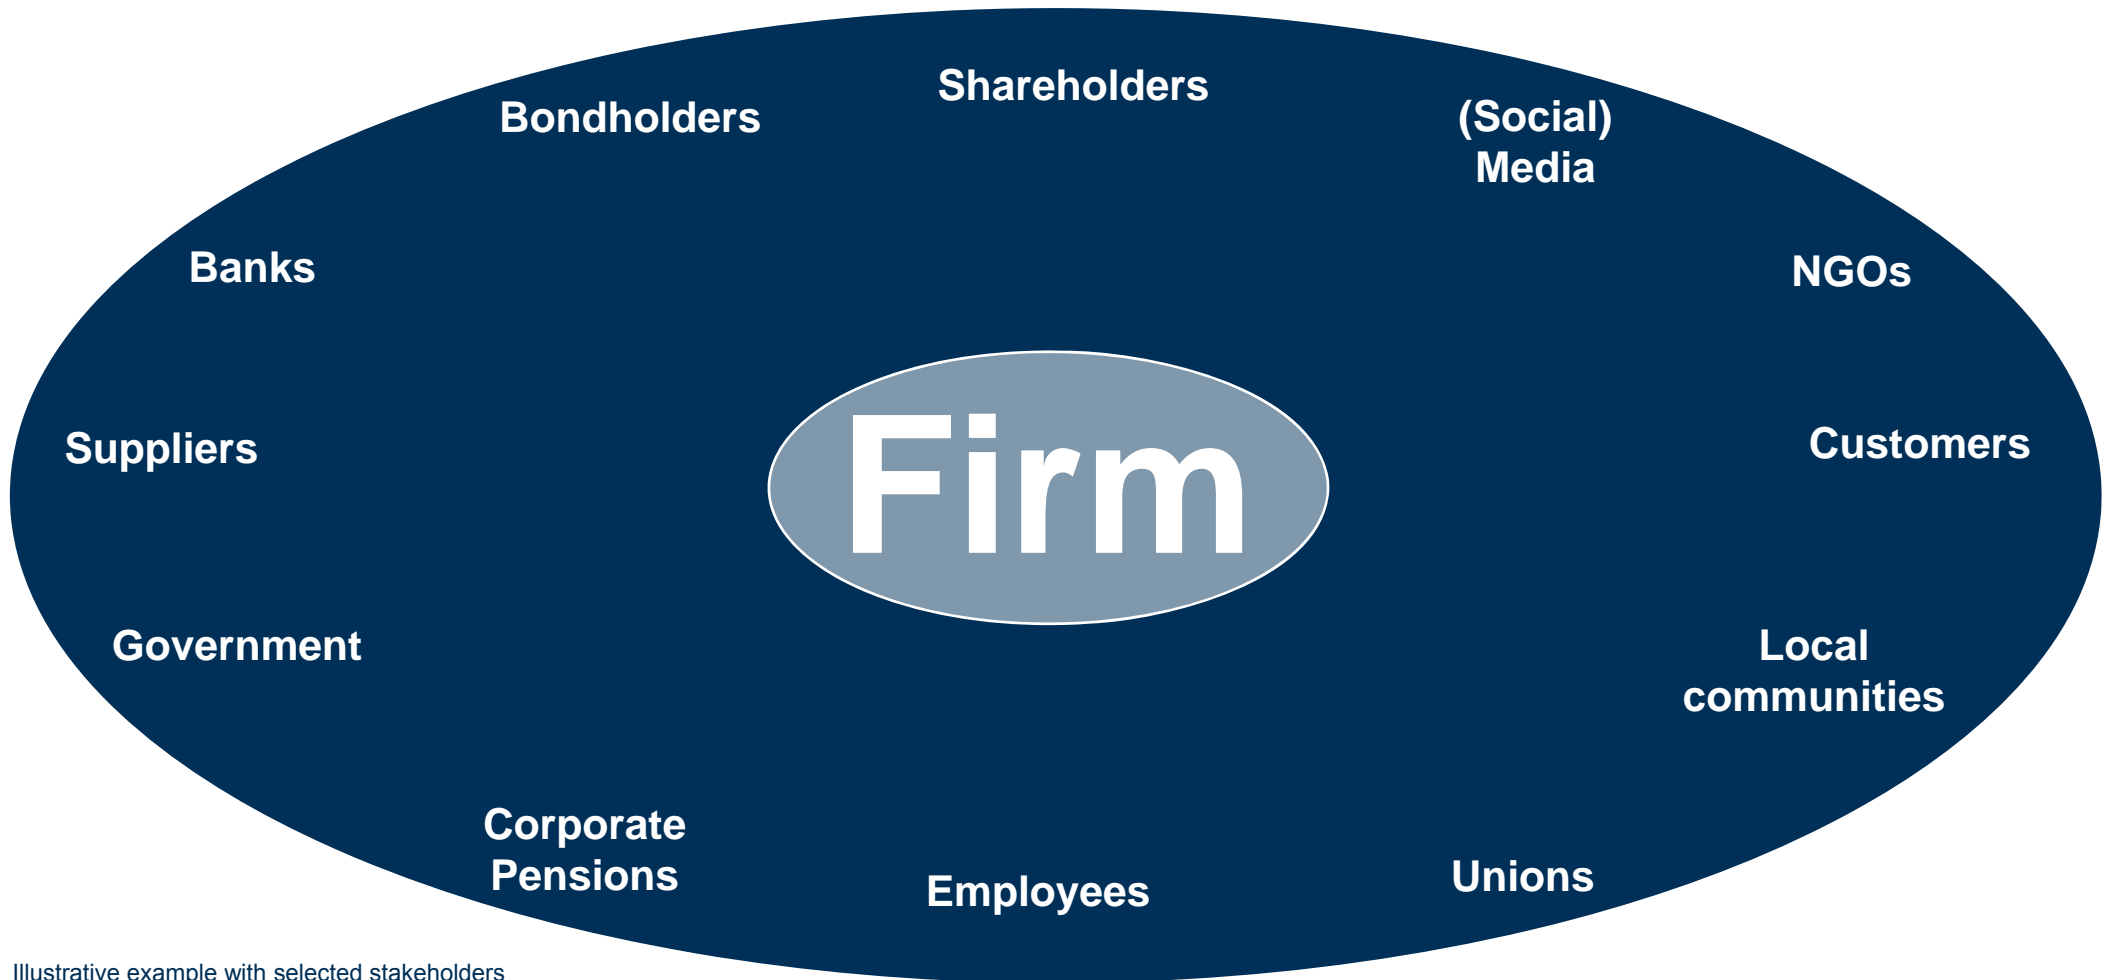 Shareholders
Bondholders
(Social)
Media
Banks
NGOs
Firm
Suppliers
Customers
Government
Local
communities
Corporate
Pensions
Employees
Unions
Illustrative example with selected stakeholders